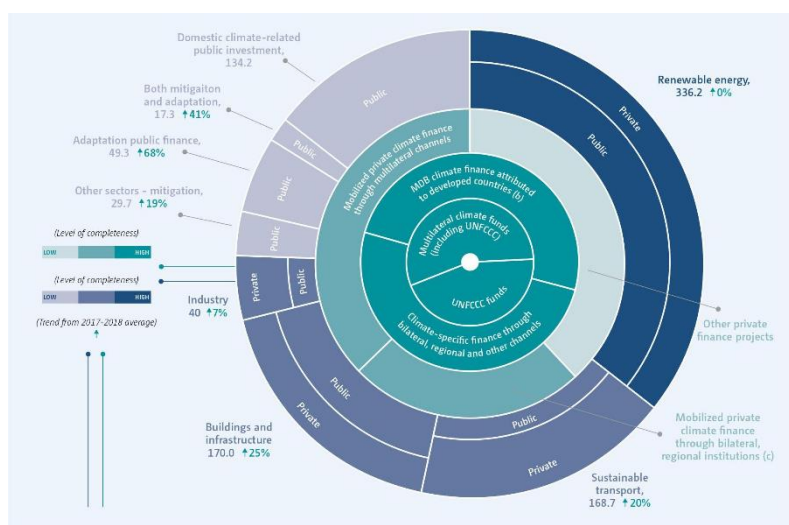 Domestic climate-related
public investment,
134.2
Both mitigaiton
and adaptation,
17.3 ↑41%
Adaptation public finance,
49.3 ↑68%
Other sectors – mitigation,
29.7 ↑19%
(Level of completeness)
LOW HIGH
(Level of completeness)
LOW HIGH
(Trend from 2017-2018 average)
↑
Industry
40 ↑7%
Buildings and
infrastructure
170.0 ↑25%
Sustainable
transport,
168.7 ↑20%
Renewable energy,
336.2 ↑0%
Other private
finance projects
Mobilized private
climate finance
through bilateral,
regional institutions (c)
Public
Public
Public
Public
Private
Public
Public
Private
Public
Private
Public
Private
Mobilized private climate finance
through multilateral channels
MDB climate finance attributed
to developed countries (b)
Multilateral climate funds
(including UNFCCC)
UNFCCC funds
Climate-specific finance through
bilateral, regional and other channels